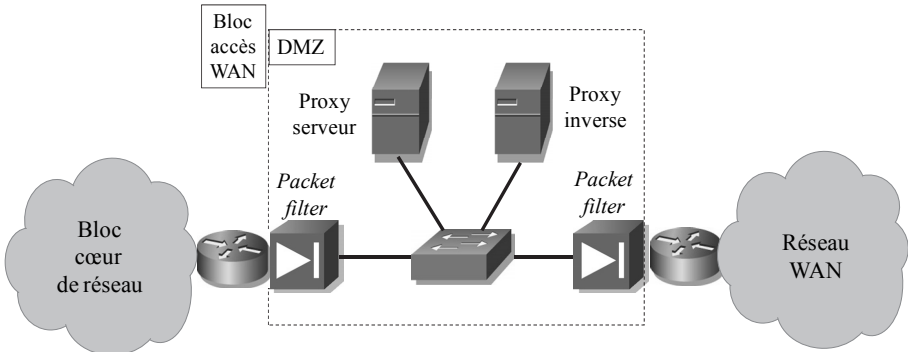 Bloc
accès
WAN
DMZ
Proxy
serveur
Proxy
inverse
Packet
filter
Packet
filter
Bloc
cœur
de réseau
Réseau
WAN